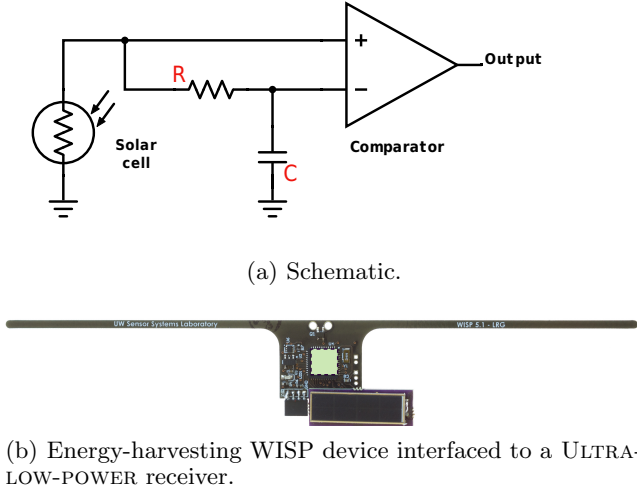 +
Output
R
−
Solar
cell
Comparator
C
(a) Schematic.
UW Sensor Systems Laboratory
WISP 5.1 - LRG
(b) Energy-harvesting WISP device interfaced to a ULTRA-
LOW-POWER receiver.